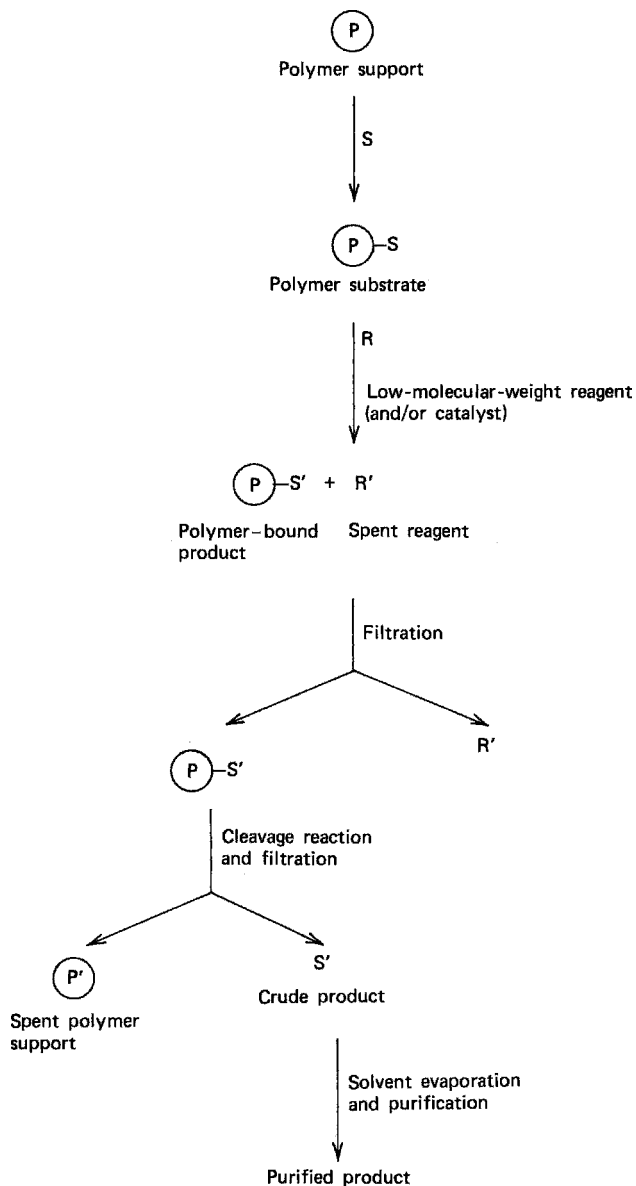 P
Polymer support
S
P–S
Polymer substrate
R
Low-molecular-weight reagent
(and/or catalyst)
P–S' + R'
Polymer–bound
product
Spent reagent
Filtration
P–S'
R'
Cleavage reaction
and filtration
P'
S'
Spent polymer
support
Crude product
Solvent evaporation
and purification
Purified product